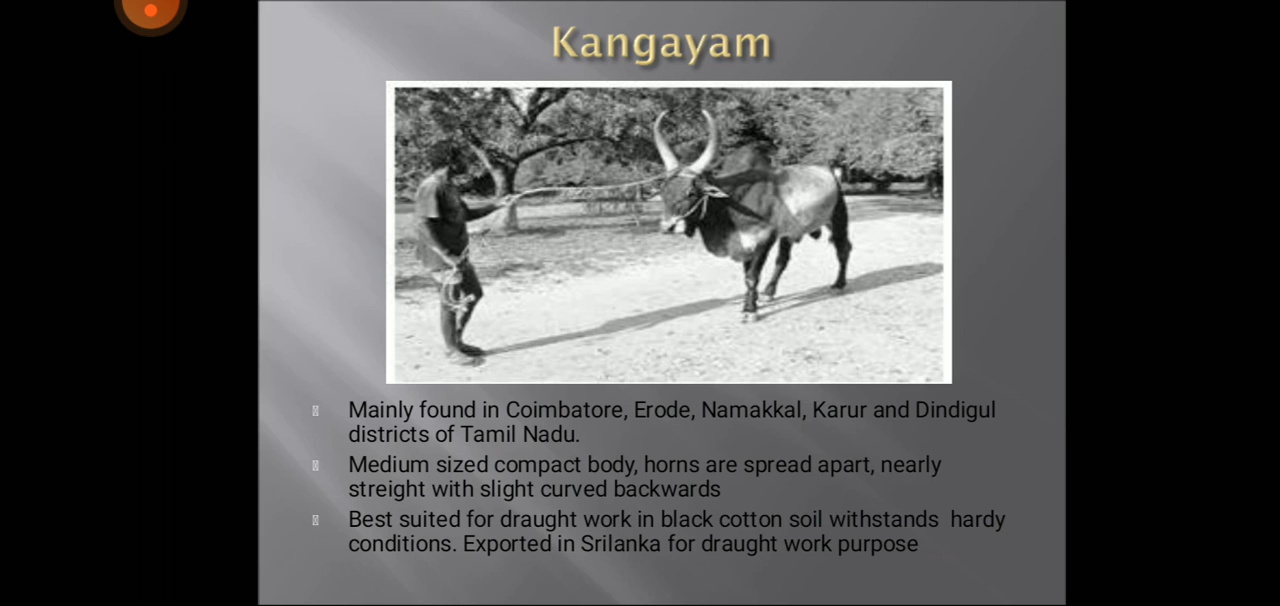 Kangayam
Mainly found in Coimbatore, Erode, Namakkal, Karur and Dindigul
districts of Tamil Nadu.
Medium sized compact body, horns are spread apart, nearly
streight with slight curved backwards
Best suited for draught work in black cotton soil withstands  hardy
conditions. Exported in Srilanka for draught work purpose